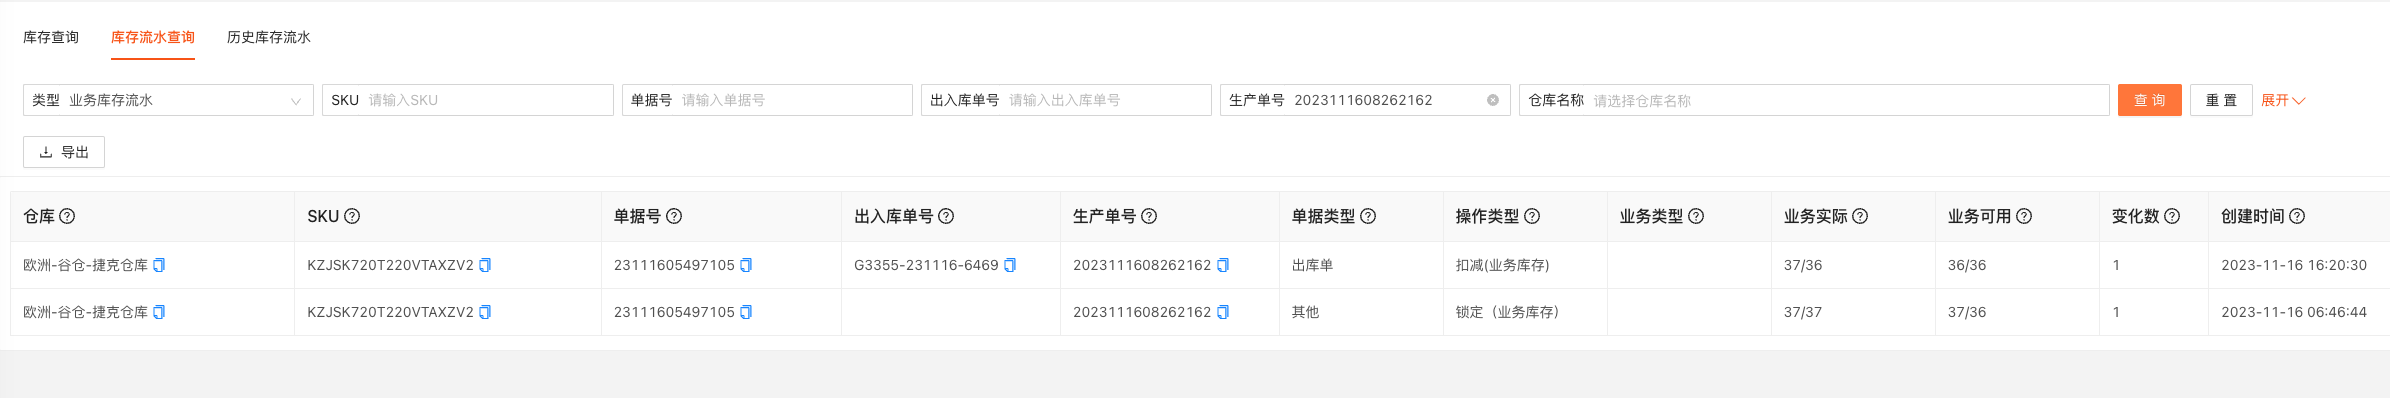 库存查询 库存流水查询 历史库存流水
类型 业务库存流水 SKU 请输入SKU 单据号 请输入单据号 出入库单号 请输入出入库单号 生产单号 2023111608262162 仓库名称 请选择仓库名称 查 询 重 置 展开
导出
仓库 SKU 单据号 出入库单号 生产单号 单据类型 操作类型 业务类型 业务实际 业务可用 变化数 创建时间
欧洲-谷仓-捷克仓库 KZJSK720T220VTAXZV2 23111605497105 G3355-231116-6469 2023111608262162 出库单 扣减(业务库存) 37/36 36/36 1 2023-11-16 16:20:30
欧洲-谷仓-捷克仓库 KZJSK720T220VTAXZV2 23111605497105 2023111608262162 其他 锁定（业务库存） 37/37 37/36 1 2023-11-16 06:46:44